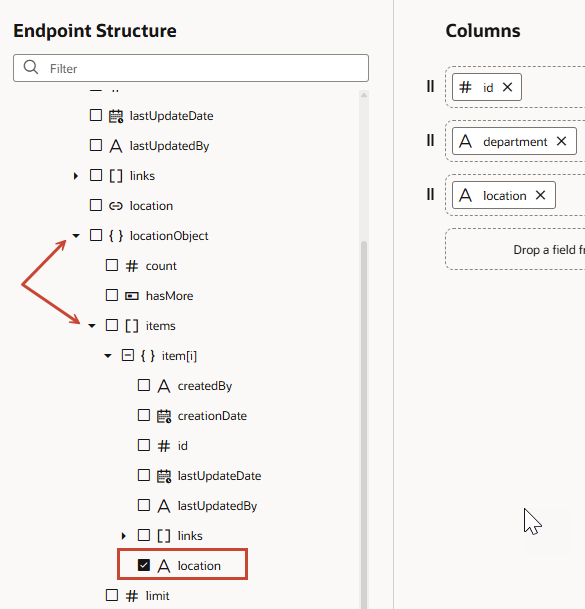 Endpoint Structure
Filter
lastUpdateDate
A lastUpdatedBy
[ ] links
location
{ } locationObject
# count
hasMore
[ ] items
{ } item[i]
A createdBy
creationDate
# id
lastUpdateDate
A lastUpdatedBy
[ ] links
A location
# limit
Columns
# id
A department
A location
Drop a field